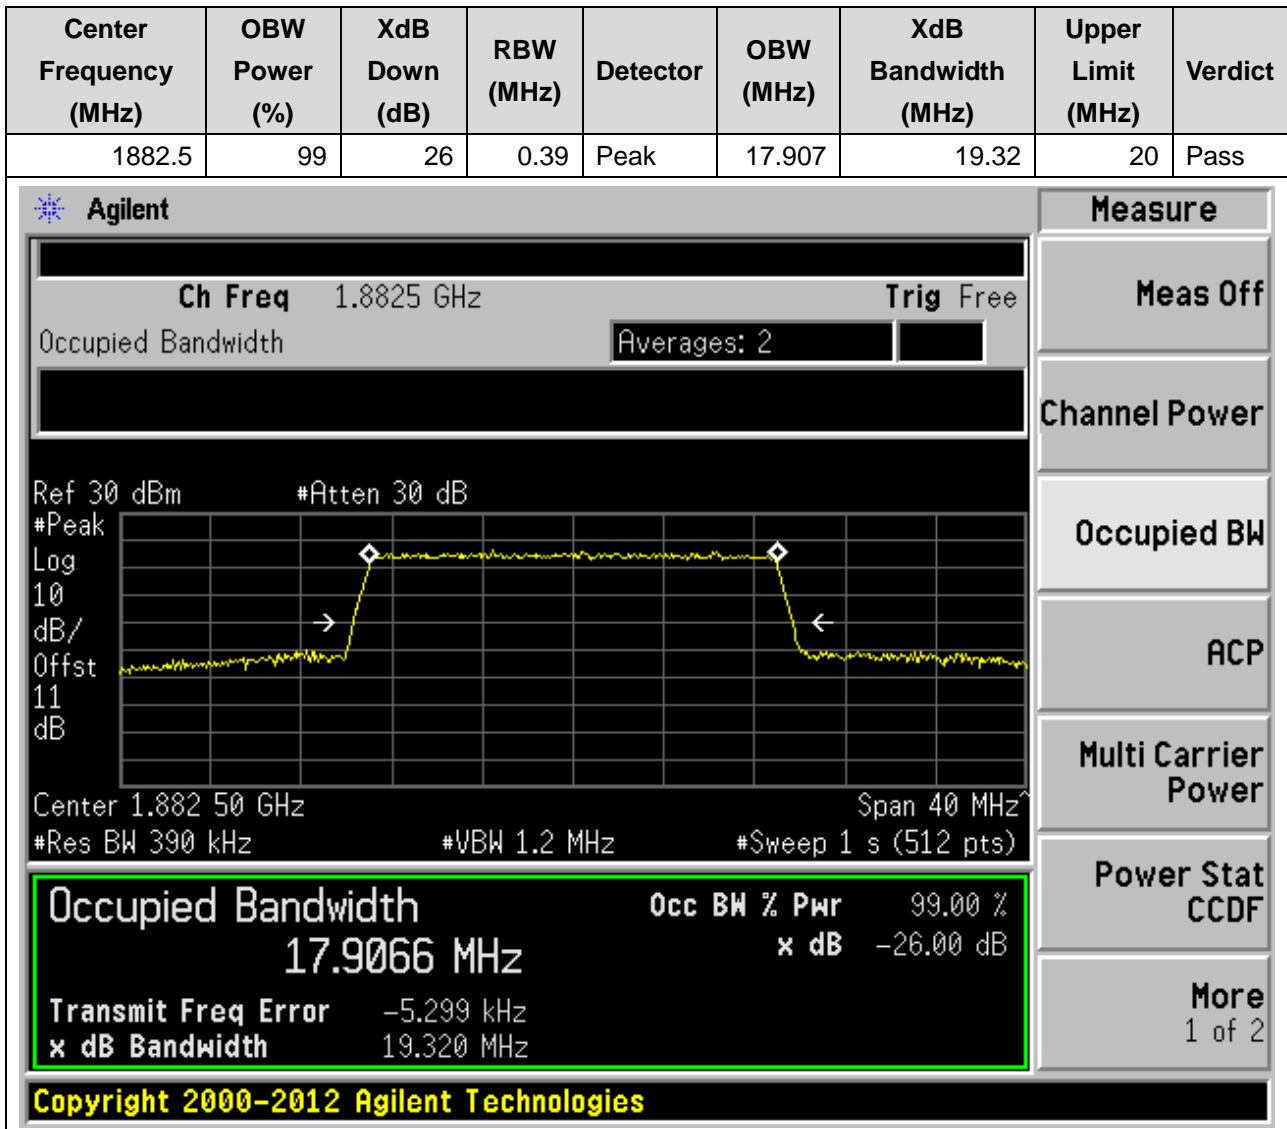 Center Frequency (MHz) OBW Power (%) XdB Down (dB) RBW (MHz) Detector OBW (MHz) XdB Bandwidth (MHz) Upper Limit (MHz) Verdict
1882.5 99 26 0.39 Peak 17.907 19.32 20 Pass
Agilent
Measure
Ch Freq 1.8825 GHz Trig Free
Meas Off
Occupied Bandwidth Averages: 2
Channel Power
Ref 30 dBm #Atten 30 dB
#Peak
Log
10
dB/
Offst
11
dB
Occupied BW
ACP
Center 1.882 50 GHz Span 40 MHz^
#Res BW 390 kHz #VBW 1.2 MHz #Sweep 1 s (512 pts)
Multi Carrier
Power
Occupied Bandwidth Occ BW % Pwr 99.00 %
17.9066 MHz x dB -26.00 dB
Transmit Freq Error -5.299 kHz
x dB Bandwidth 19.320 MHz
Power Stat
CCDF
More
1 of 2
Copyright 2000-2012 Agilent Technologies